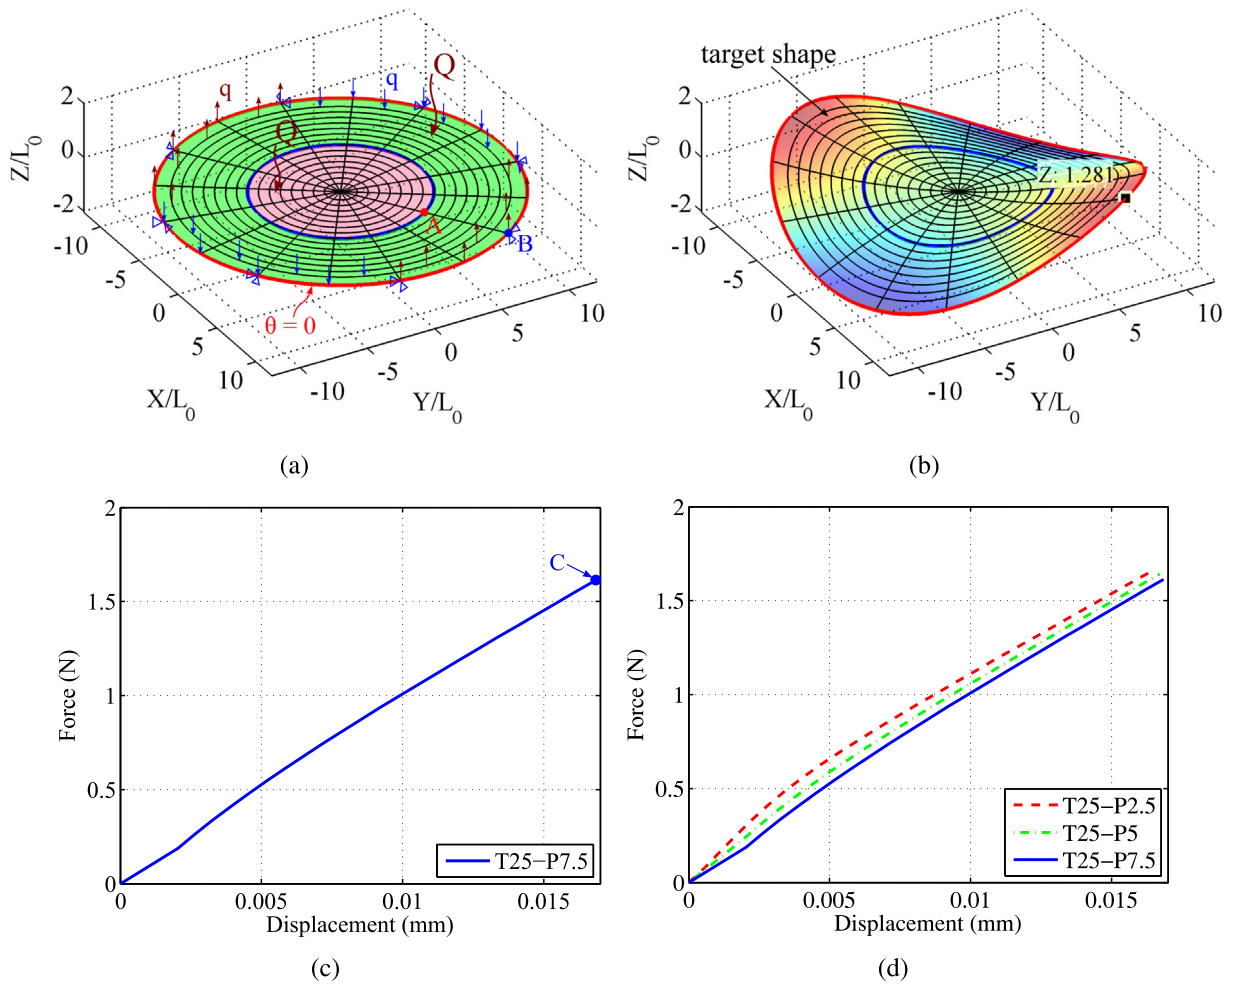 Q
q
q
Q
A
B
θ = 0
2
0
-2
Z/L0
-10
-5
0
5
10
X/L0
-10
-5
0
5
10
Y/L0
(a)
target shape
Z: 1.281
2
0
-2
Z/L0
-10
-5
0
5
10
X/L0
-10
-5
0
5
10
Y/L0
(b)
2
1.5
1
0.5
0
Force (N)
C
T25−P7.5
0
0.005
0.01
0.015
Displacement (mm)
(c)
2
1.5
1
0.5
0
Force (N)
T25−P2.5
T25−P5
T25−P7.5
0
0.005
0.01
0.015
Displacement (mm)
(d)